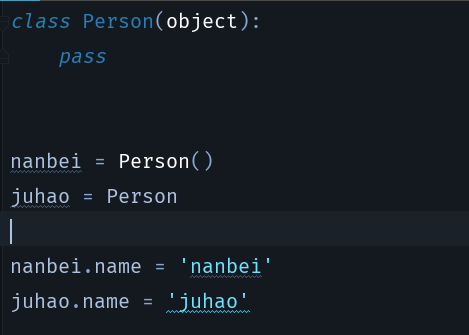 class Person(object):
    pass
nanbei = Person()
juhao = Person
nanbei.name = 'nanbei'
juhao.name = 'juhao'